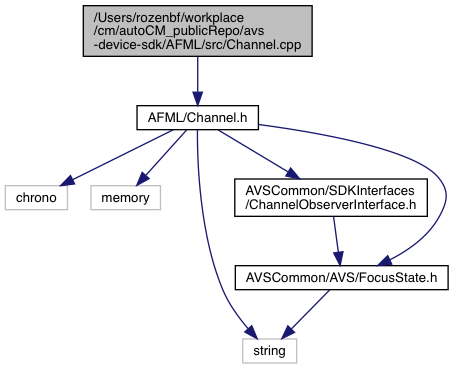 /Users/rozenbf/workplace
/cm/autoCM_publicRepo/avs
-device-sdk/AFML/src/Channel.cpp
AFML/Channel.h
chrono
memory
AVSCommon/SDKInterfaces
/ChannelObserverInterface.h
AVSCommon/AVS/FocusState.h
string